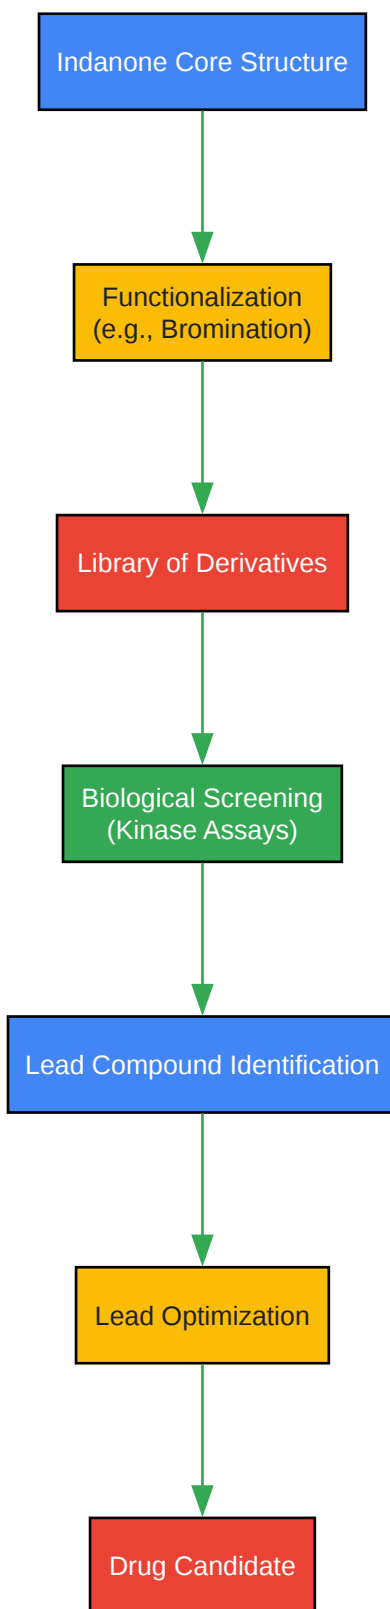 Indanone Core Structure
Functionalization
(e.g., Bromination)
Library of Derivatives
Biological Screening
(Kinase Assays)
Lead Compound Identification
Lead Optimization
Drug Candidate